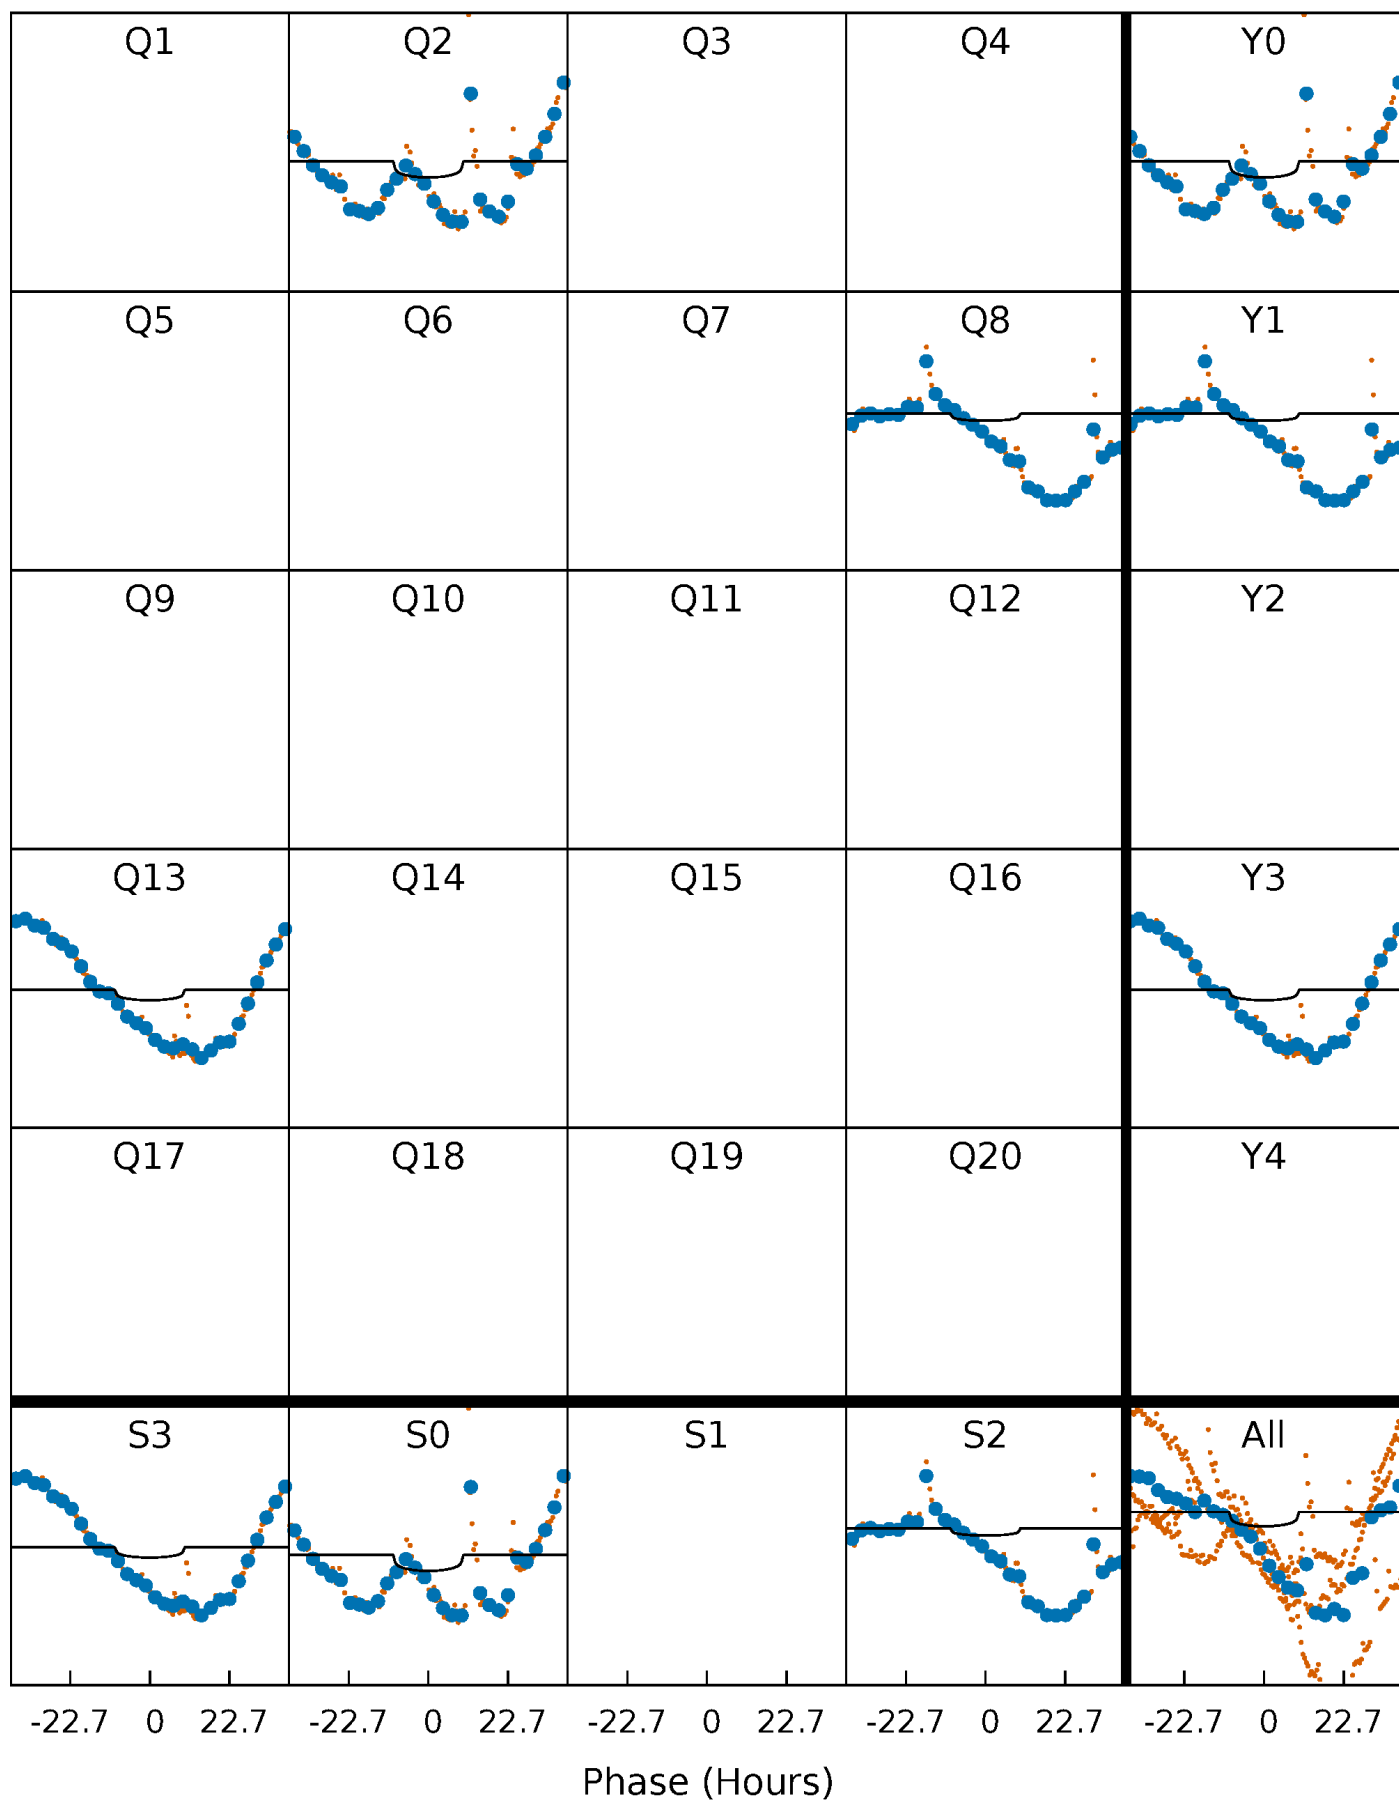 Q1 Q2 Q3 Q4 Y0
Q5 Q6 Q7 Q8 Y1
Q9 Q10 Q11 Q12 Y2
Q13 Q14 Q15 Q16 Y3
Q17 Q18 Q19 Q20 Y4
S3 S0 S1 S2 All
-22.7 0 22.7 -22.7 0 22.7 -22.7 0 22.7 -22.7 0 22.7 -22.7 0 22.7
Phase (Hours)